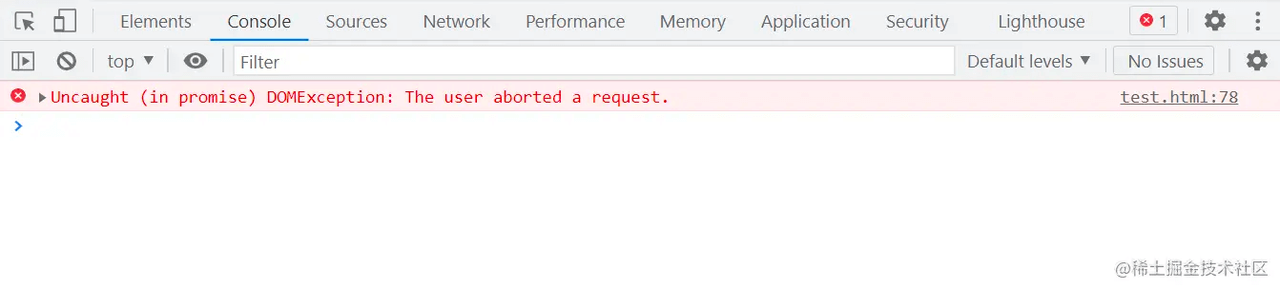 Elements Console Sources Network Performance Memory Application Security Lighthouse 1
top Filter Default levels No Issues
Uncaught (in promise) DOMException: The user aborted a request. test.html:78
@稀土掘金技术社区